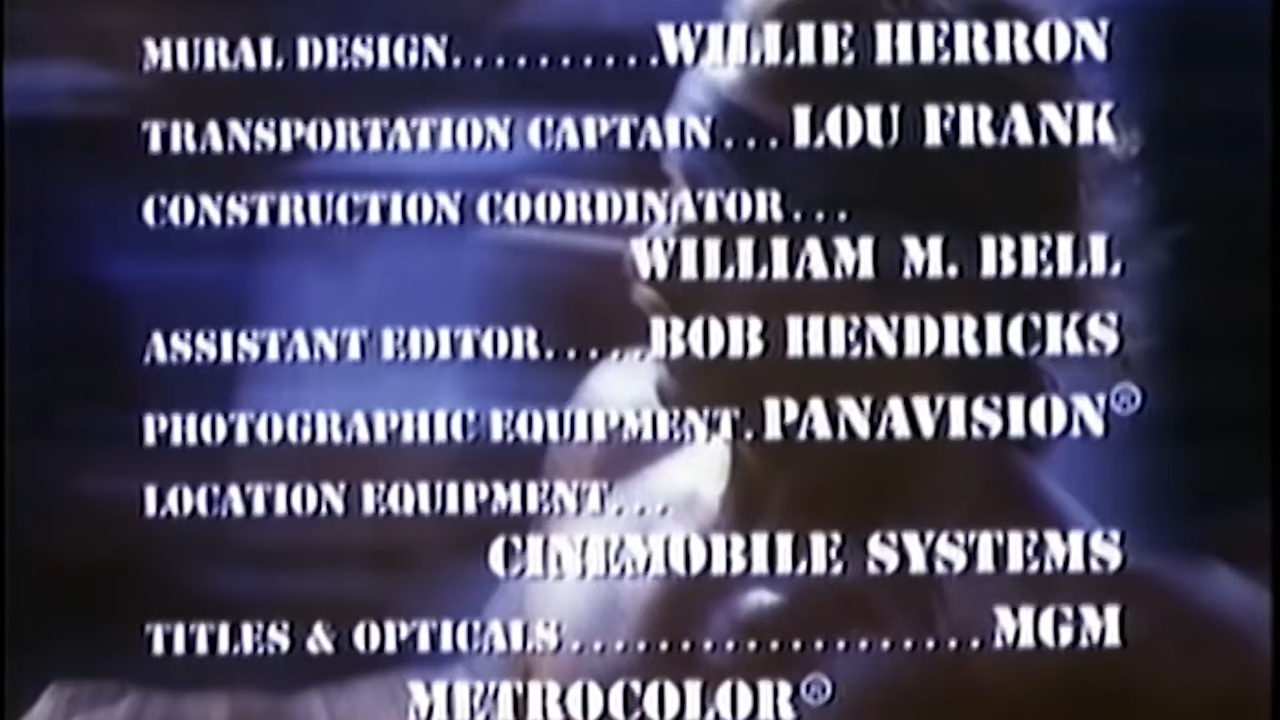 MURAL DESIGN..........WILLIE HERRON
TRANSPORTATION CAPTAIN...LOU FRANK
CONSTRUCTION COORDINATOR...
WILLIAM M. BELL
ASSISTANT EDITOR.....BOB HENDRICKS
PHOTOGRAPHIC EQUIPMENT.PANAVISION®
LOCATION EQUIPMENT...
CINEMOBILE SYSTEMS
TITLES & OPTICALS...................MGM
METROCOLOR®